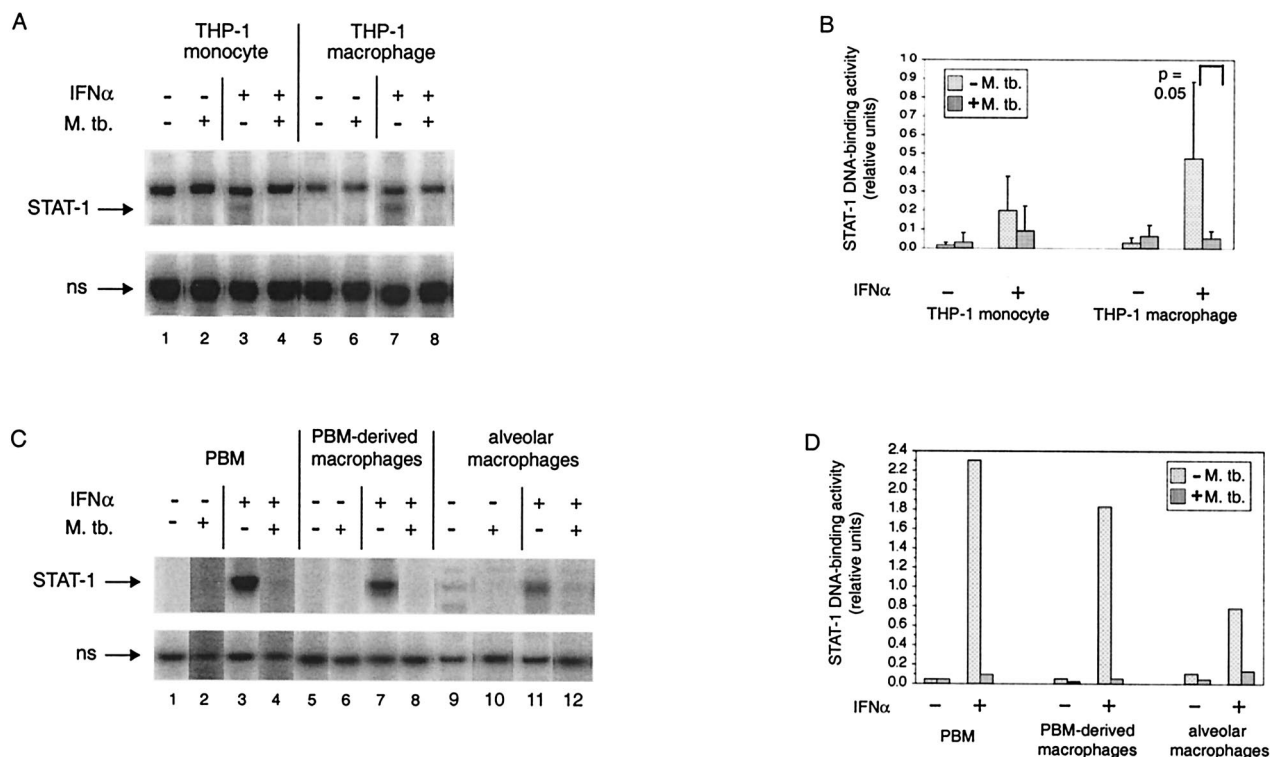 A
THP-1 monocyte
THP-1 macrophage
IFNα - - + + - - + +
M. tb. - + - + - + - +
STAT-1
ns
1 2 3 4 5 6 7 8
B
STAT-1 DNA-binding activity (relative units)
1 0
0 9
0 8
0 7
0 6
0 5
0 4
0 3
0 2
0 1
0 0
- M. tb.
+ M. tb.
p = 0.05
IFNα - + - +
THP-1 monocyte THP-1 macrophage
C
PBM
PBM-derived macrophages
alveolar macrophages
IFNα - - + + - - + + - - + +
M. tb. - + - + - + - + - + - +
STAT-1
ns
1 2 3 4 5 6 7 8 9 10 11 12
D
STAT-1 DNA-binding activity (relative units)
2.4
2.2
2.0
1.8
1.6
1.4
1.2
1.0
0.8
0.6
0.4
0.2
0.0
- M. tb.
+ M. tb.
IFNα - + - + - +
PBM
PBM-derived macrophages
alveolar macrophages